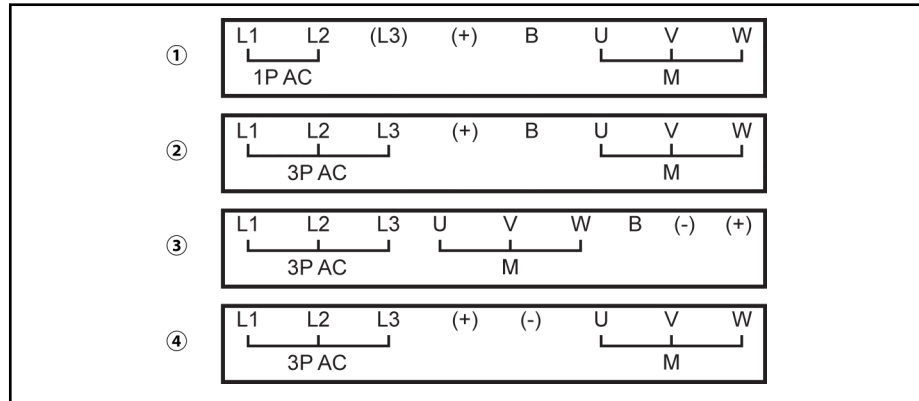 ①
L1 L2 (L3) (+) B U V W
1P AC M
②
L1 L2 L3 (+) B U V W
3P AC M
③
L1 L2 L3 U V W B (-) (+)
3P AC M
④
L1 L2 L3 (+) (-) U V W
3P AC M